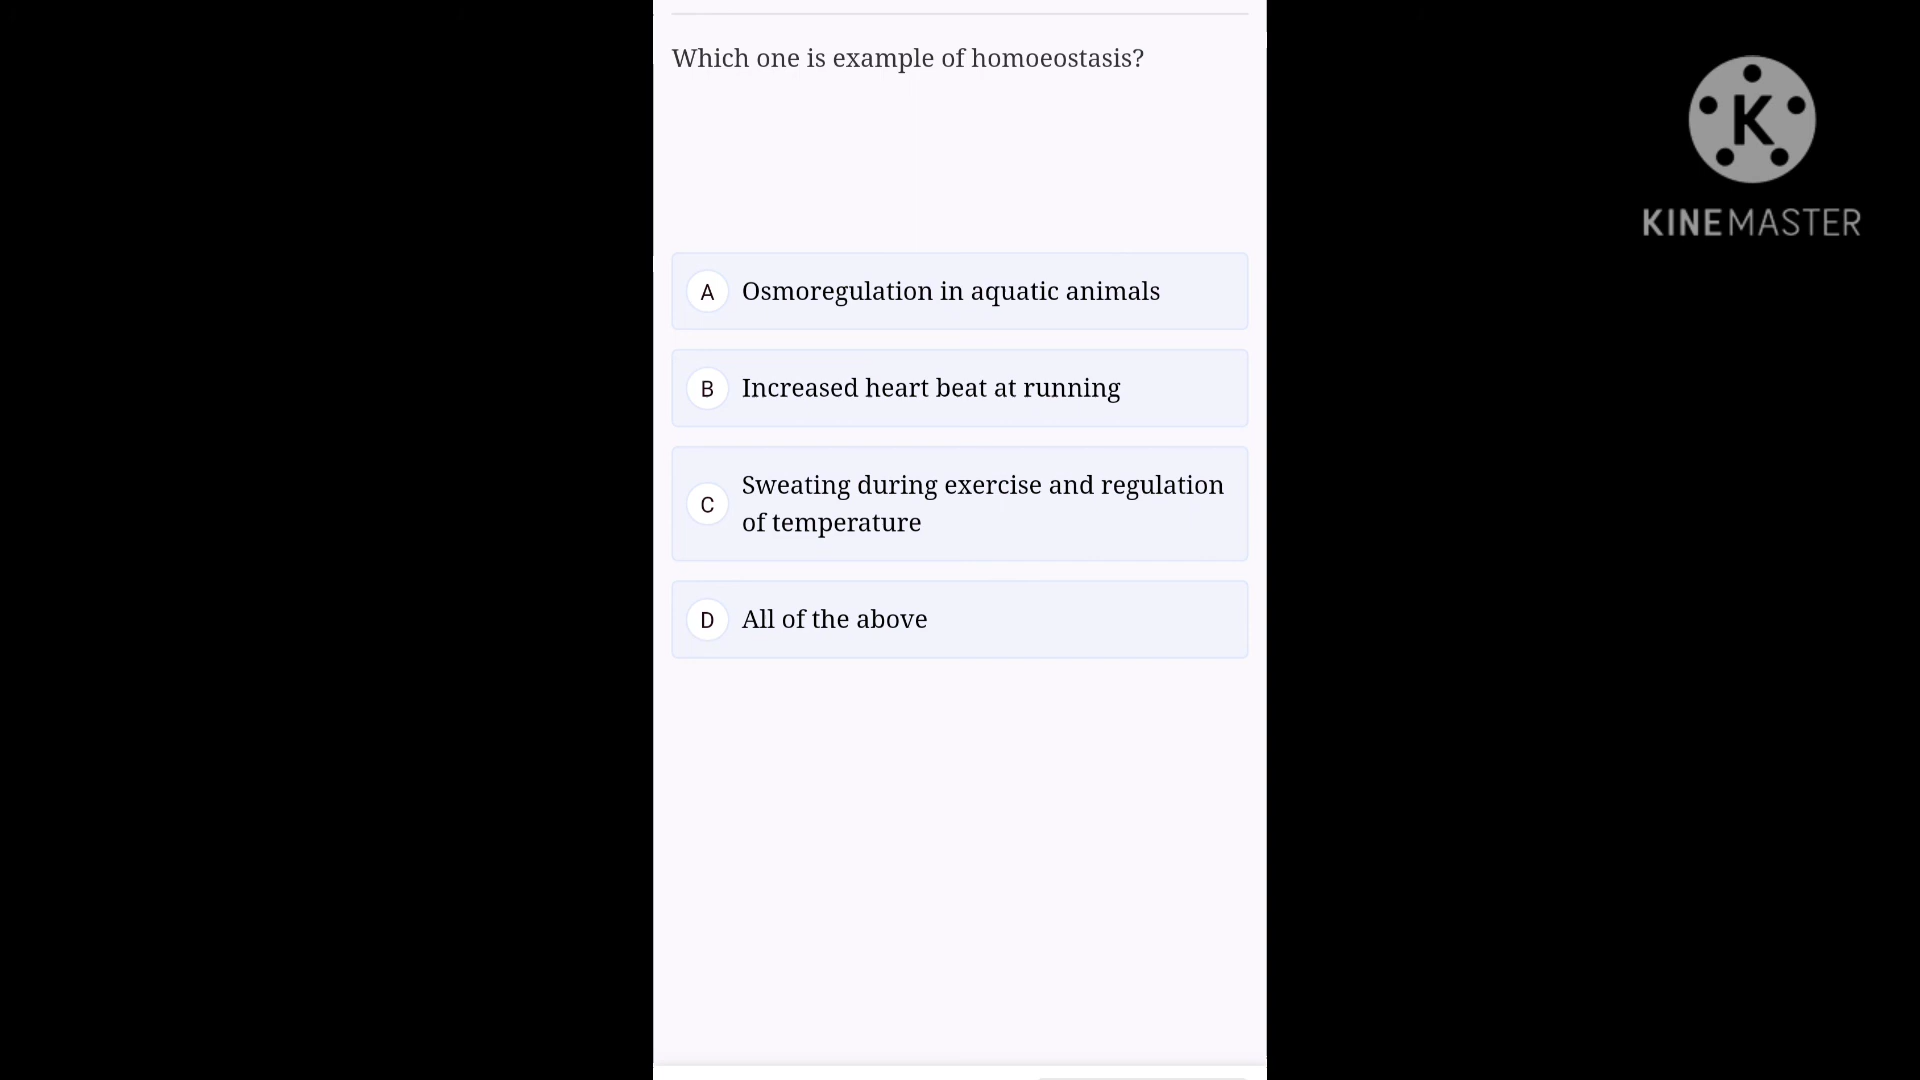 Which one is example of homoeostasis?
K
KINEMASTER
A Osmoregulation in aquatic animals
B Increased heart beat at running
C Sweating during exercise and regulation
of temperature
D All of the above